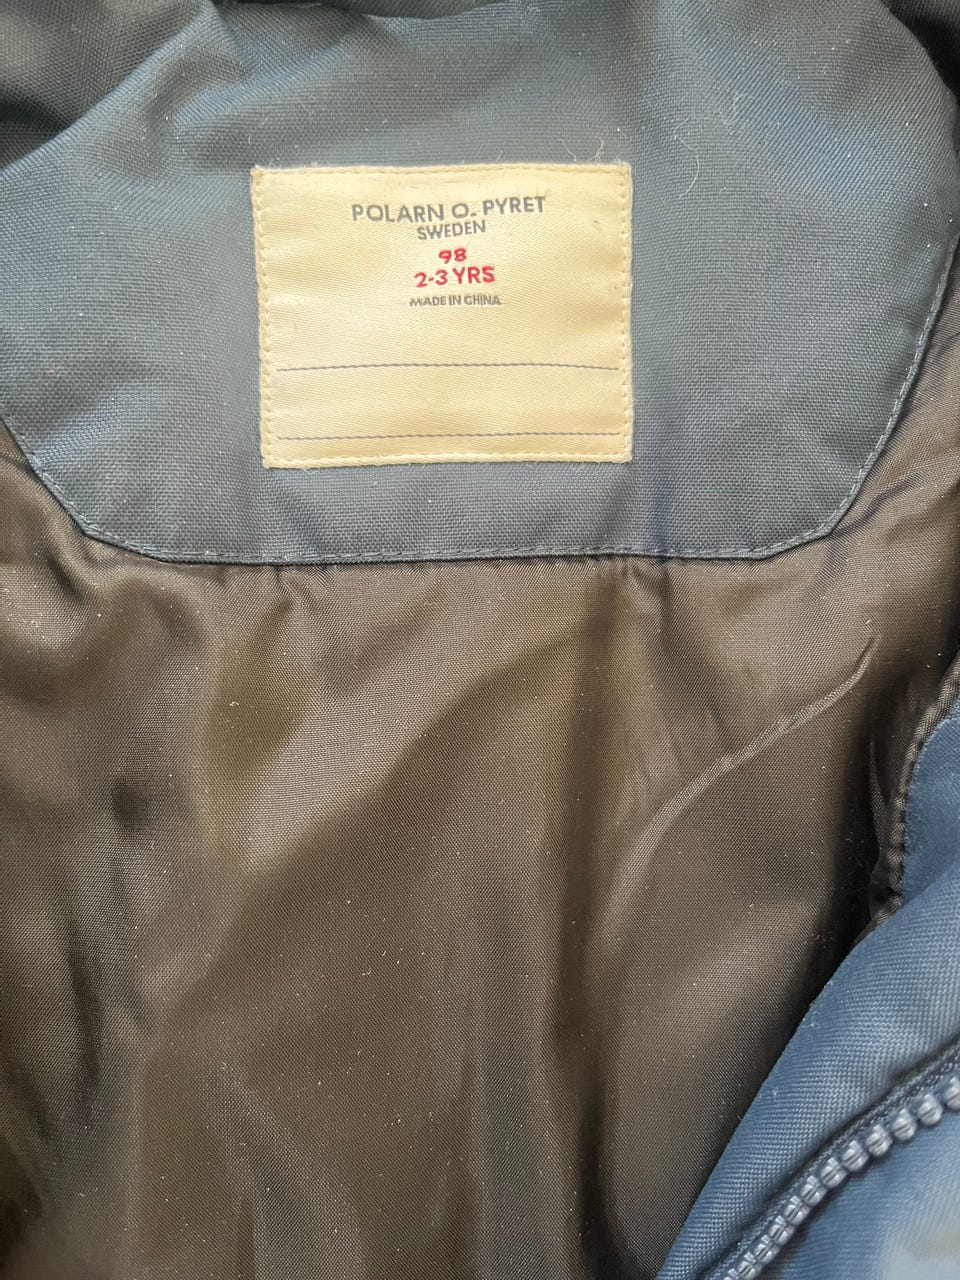 POLARN O. PYRET
SWEDEN
98
2-3 YRS
MADE IN CHINA